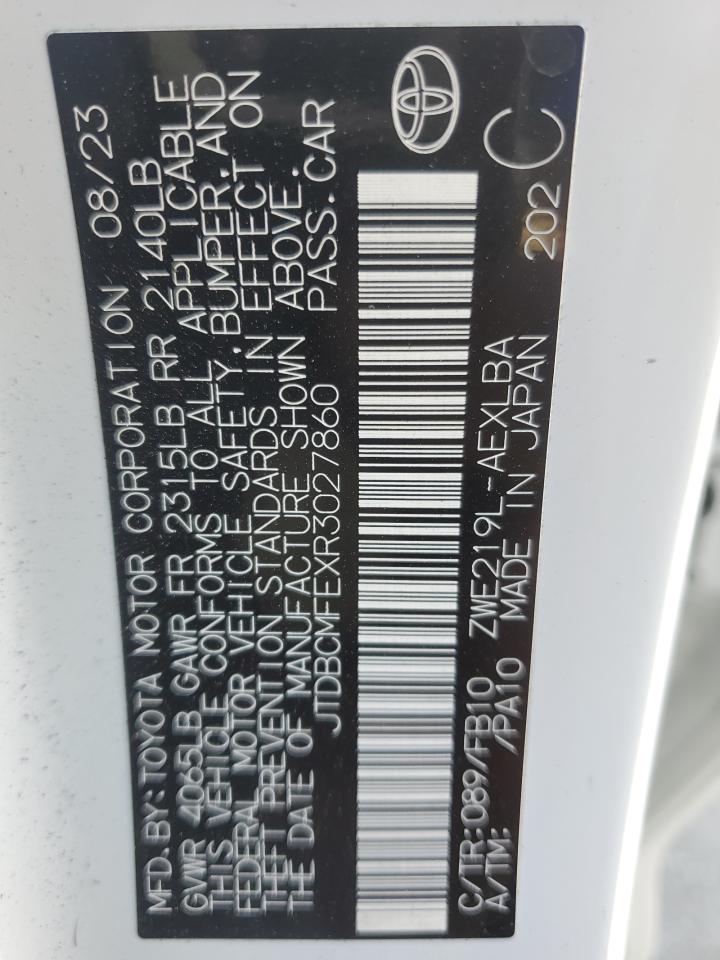 MFD. BY: TOYOTA MOTOR CORPORATION 08/23
GVWR 4065LB GAWR FR 2315LB RR 2140LB
THIS VEHICLE CONFORMS TO ALL APPLICABLE
FEDERAL MOTOR VEHICLE SAFETY, BUMPER, AND
THEFT PREVENTION STANDARDS IN EFFECT ON
THE DATE OF MANUFACTURE SHOWN ABOVE.
JTDBCMFEXR3027860 PASS. CAR
C/TR: 089/FB10 ZWE219L-AEXLBA
A/TM: /PA10 MADE IN JAPAN 202 C